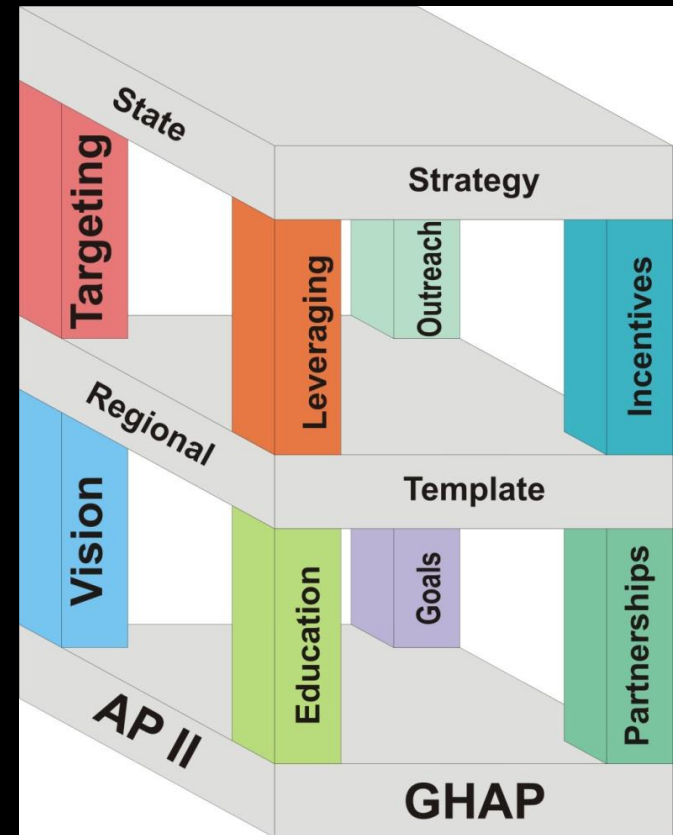 State
Strategy
Targeting
Leveraging
Outreach
Incentives
Regional
Template
Vision
Education
Goals
Partnerships
AP II
GHAP